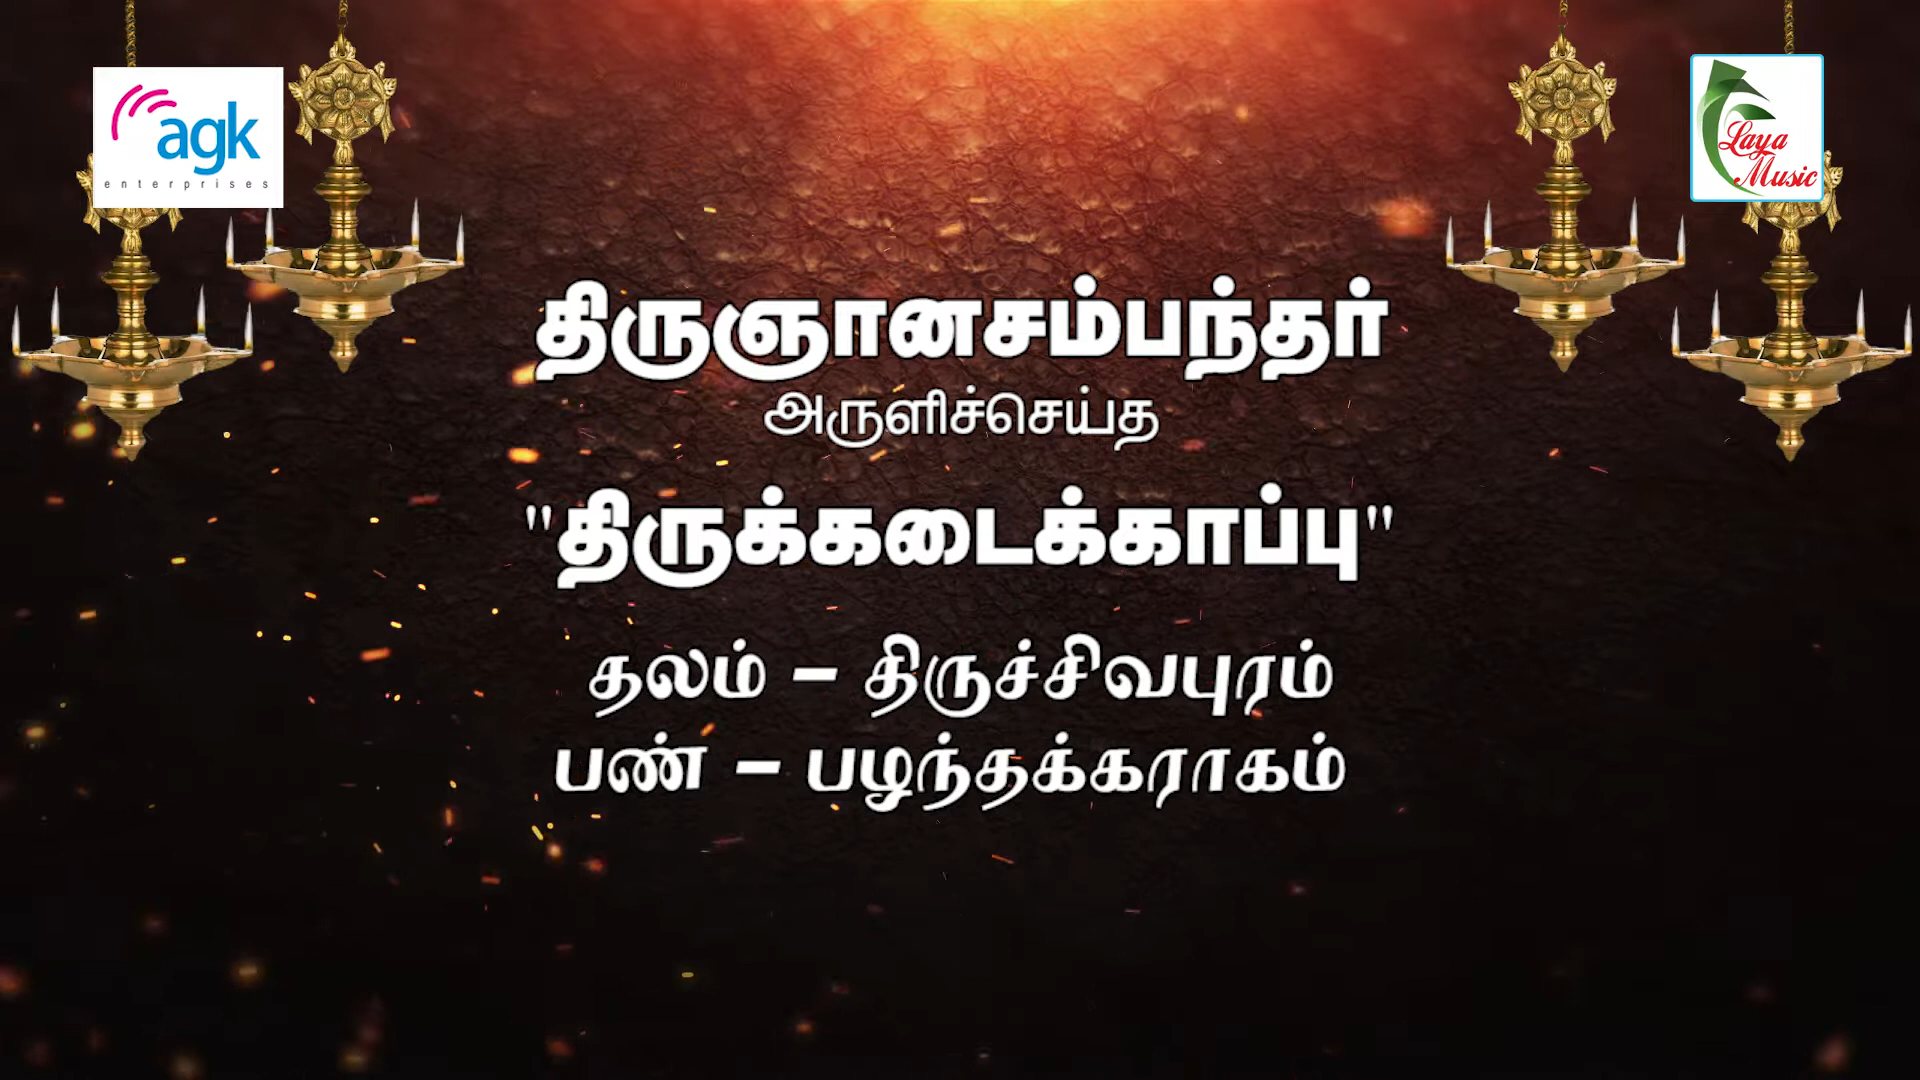 agk
enterprises
Laya
Music
திருஞானசம்பந்தர்
அருளிச்செய்த
"திருக்கடைக்காப்பு"
தலம் – திருச்சிவபுரம்
பண் – பழந்தக்கராகம்